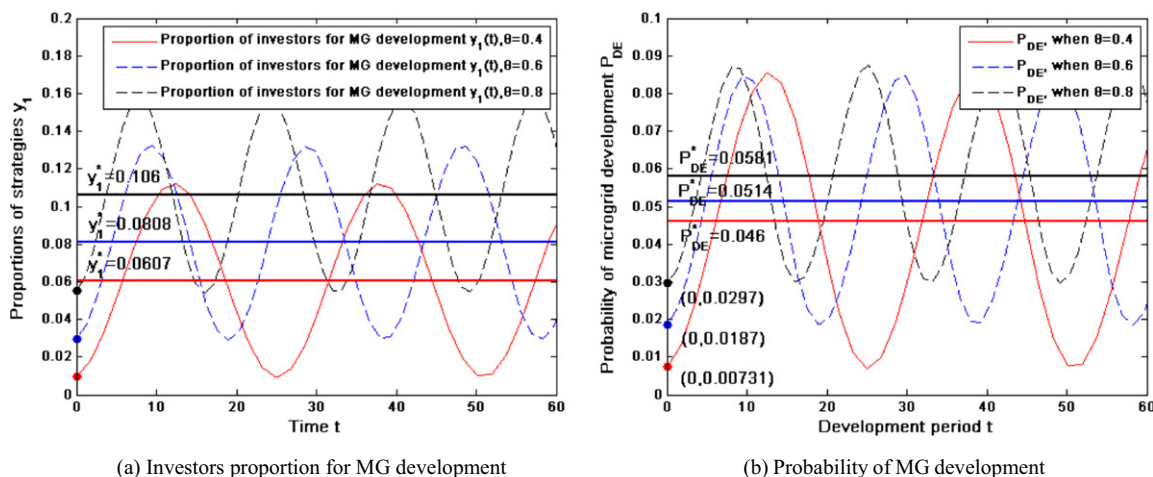 0.2
0.18
0.16
0.14
0.12
0.1
0.08
0.06
0.04
0.02
0
Proportions of strategies y₁
Proportion of investors for MG development y₁(t),θ=0.4
Proportion of investors for MG development y₁(t),θ=0.6
Proportion of investors for MG development y₁(t),θ=0.8
y₁*=0.106
y₁*=0.0808
y₁*=0.0607
0 10 20 30 40 50 60
Time t
(a) Investors proportion for MG development
0.1
0.09
0.08
0.07
0.06
0.05
0.04
0.03
0.02
0.01
0
Probability of microgrid development P_DE
P_DE, when θ=0.4
P_DE, when θ=0.6
P_DE, when θ=0.8
P*_DE=0.0581
P*_DE=0.0514
P*_DE=0.046
(0,0.0297)
(0,0.0187)
(0,0.00731)
0 10 20 30 40 50 60
Development period t
(b) Probability of MG development